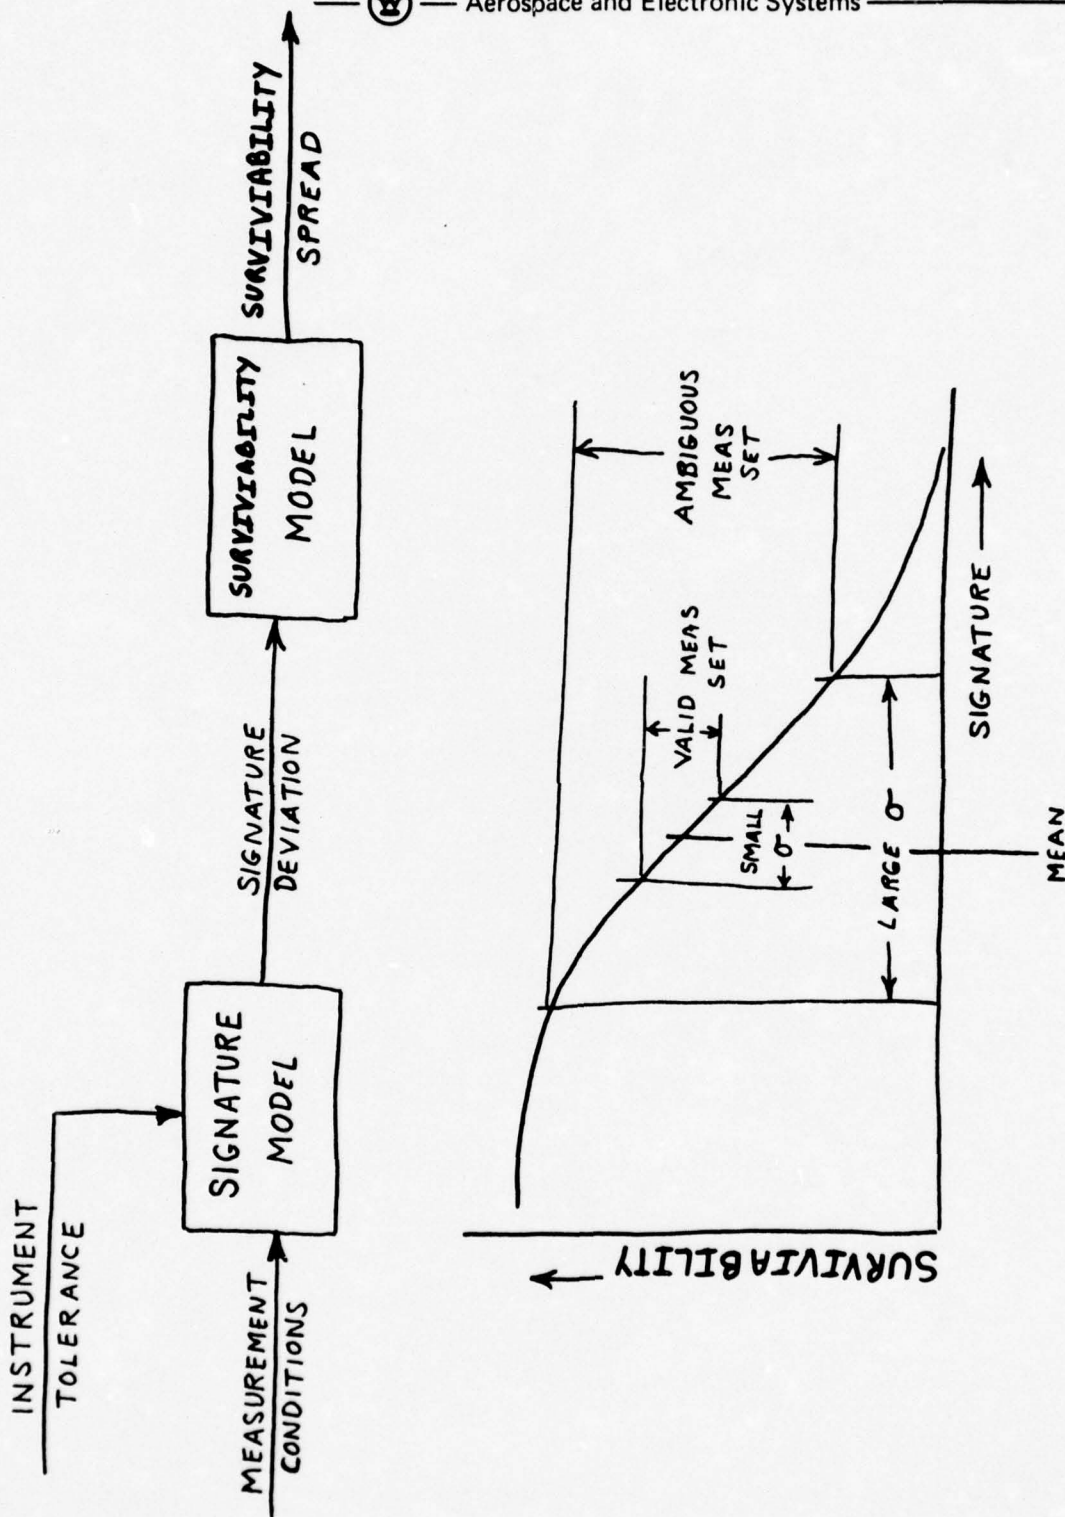 Aerospace and Electronic Systems
INSTRUMENT
TOLERANCE
MEASUREMENT
CONDITIONS
SIGNATURE
MODEL
SIGNATURE
DEVIATION
SURVIVIABILITY
MODEL
SURVIVIABILITY
SPREAD
SURVIVIABILITY
AMBIGUOUS
MEAS
SET
VALID MEAS
SET
SMALL
σ
LARGE σ
SIGNATURE
MEAN